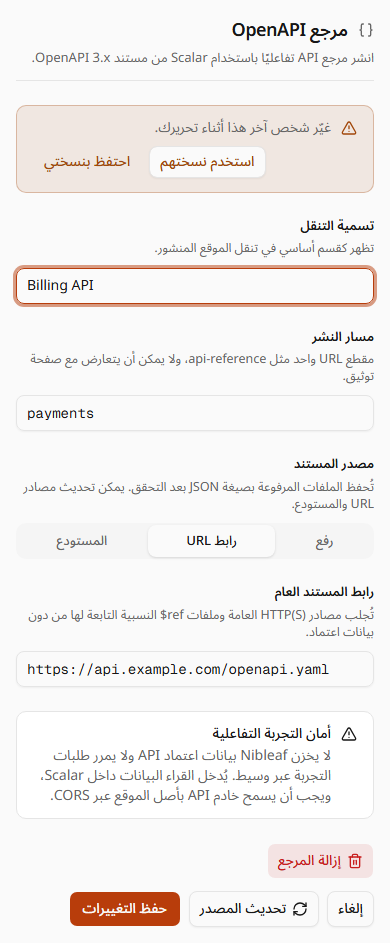 مرجع OpenAPI
انشر مرجع API تفاعليًا باستخدام Scalar من مستند OpenAPI 3.x.
غيّر شخص آخر هذا أثناء تحريرك.
استخدم نسختهم
احتفظ بنسختي
تسمية التنقل
تظهر كقسم أساسي في تنقل الموقع المنشور.
Billing API
مسار النشر
مقطع URL واحد مثل api-reference، ولا يمكن أن يتعارض مع صفحة
توثيق.
payments
مصدر المستند
تُحفظ الملفات المرفوعة بصيغة JSON بعد التحقق. يمكن تحديث مصادر
URL والمستودع.
رفع
رابط URL
المستودع
رابط المستند العام
تُجلب مصادر HTTP(S) العامة وملفات $ref النسبية التابعة لها من دون
بيانات اعتماد.
https://api.example.com/openapi.yaml
أمان التجربة التفاعلية
لا يخزن Nibleaf بيانات اعتماد API ولا يمرر طلبات
التجربة عبر وسيط. يُدخل القراء البيانات داخل Scalar،
ويجب أن يسمح خادم API بأصل الموقع عبر CORS.
إزالة المرجع
إلغاء
تحديث المصدر
حفظ التغييرات